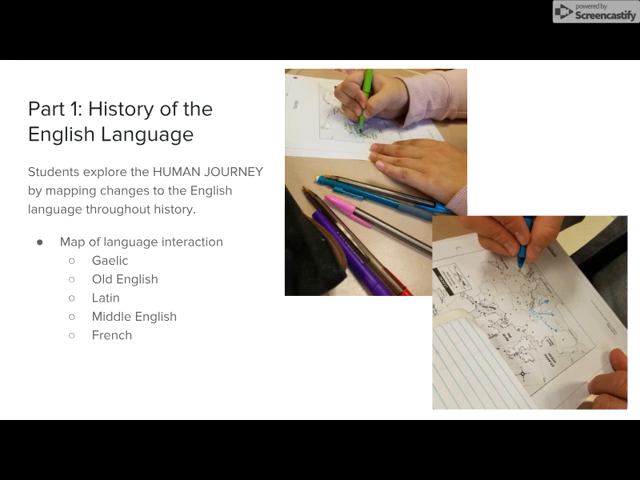 powered by
Screencastify
Part 1: History of the
English Language
Students explore the HUMAN JOURNEY
by mapping changes to the English
language throughout history.
● Map of language interaction
○ Gaelic
○ Old English
○ Latin
○ Middle English
○ French